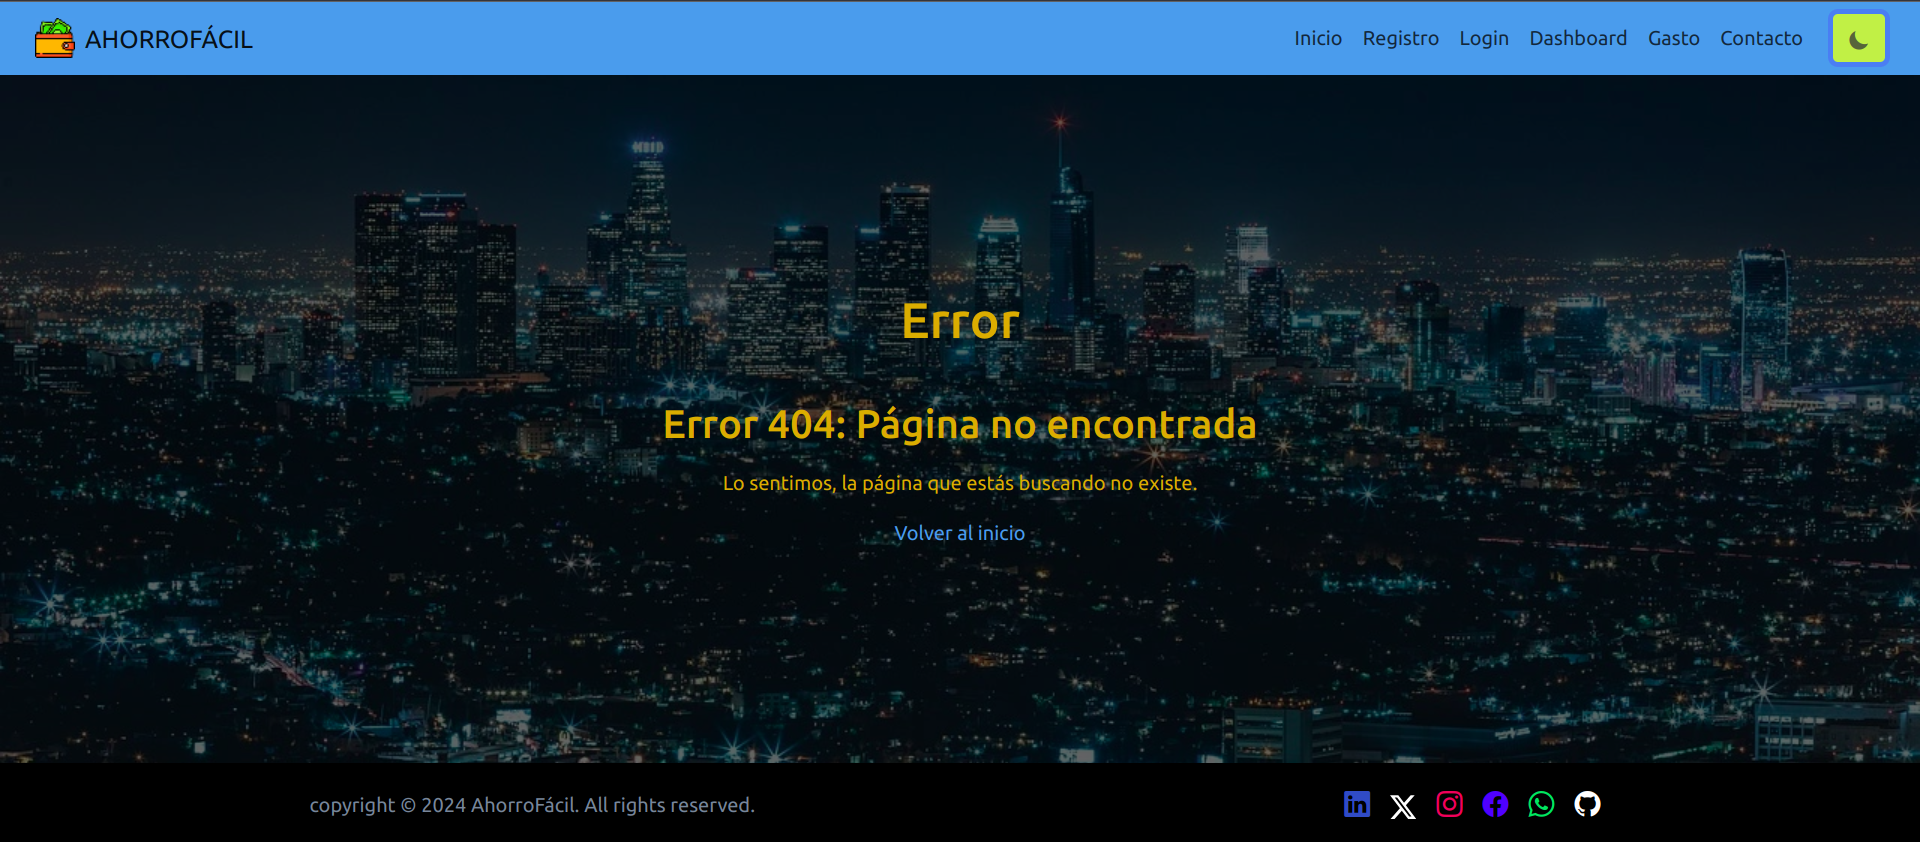 AHORROFÁCIL
Inicio Registro Login Dashboard Gasto Contacto
Error
Error 404: Página no encontrada
Lo sentimos, la página que estás buscando no existe.
Volver al inicio
copyright © 2024 AhorroFácil. All rights reserved.